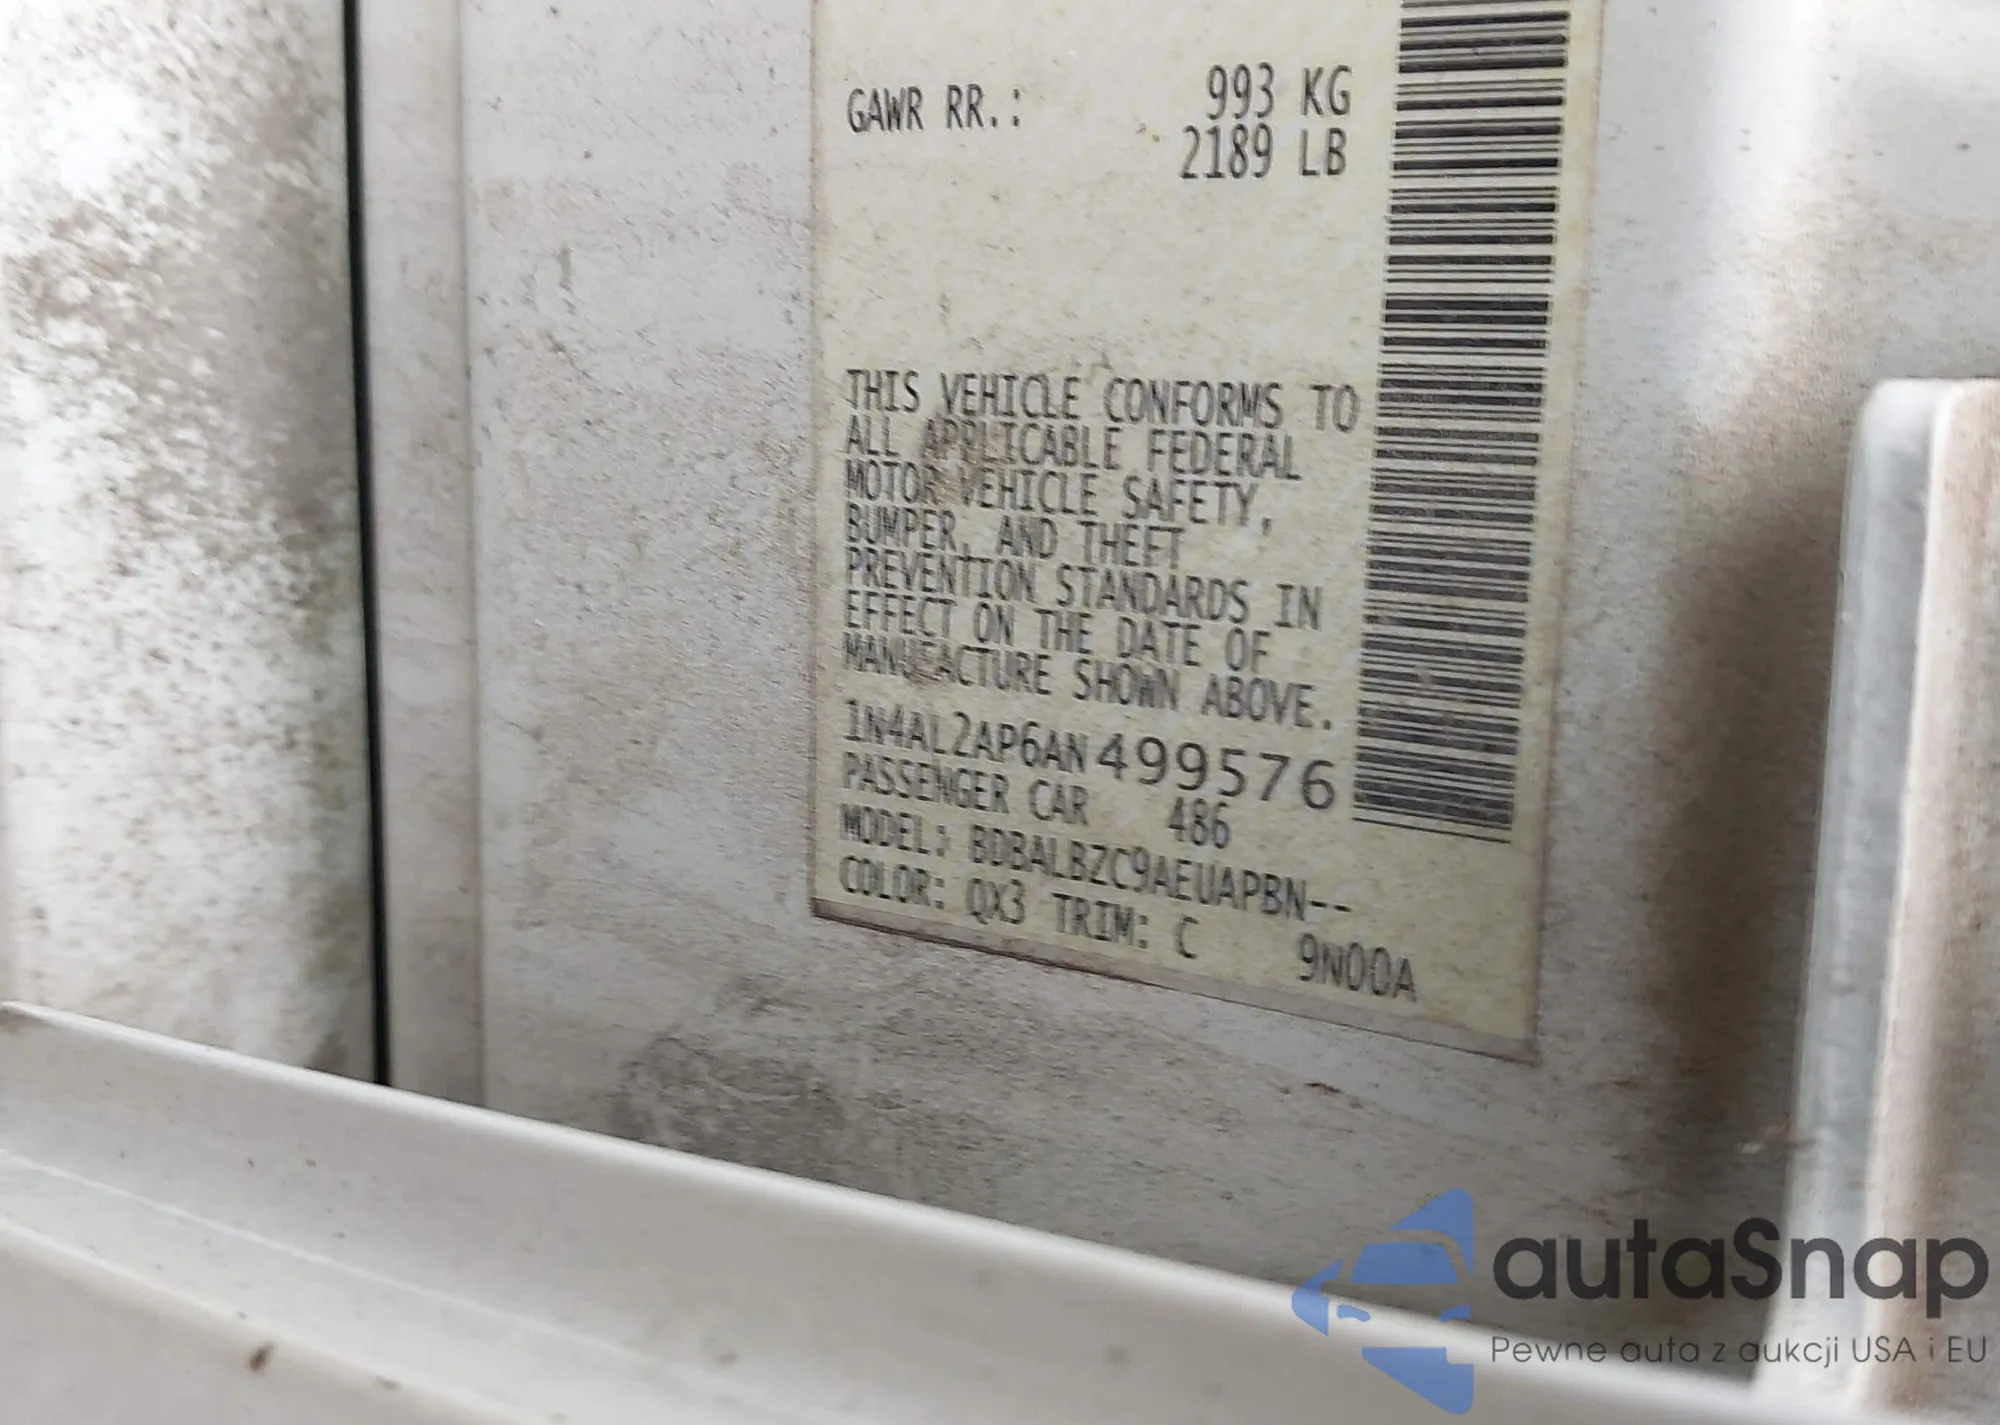 GAWR RR.: 993 KG
2189 LB
THIS VEHICLE CONFORMS TO
ALL APPLICABLE FEDERAL
MOTOR VEHICLE SAFETY,
BUMPER, AND THEFT
PREVENTION STANDARDS IN
EFFECT ON THE DATE OF
MANUFACTURE SHOWN ABOVE.
1N4AL2AP6AN499576
PASSENGER CAR 486
MODEL: BDBALBZC9AEUAPBN--
COLOR: QX3 TRIM: C 9N00A
autaSnap
Pewne auta z aukcji USA i EU